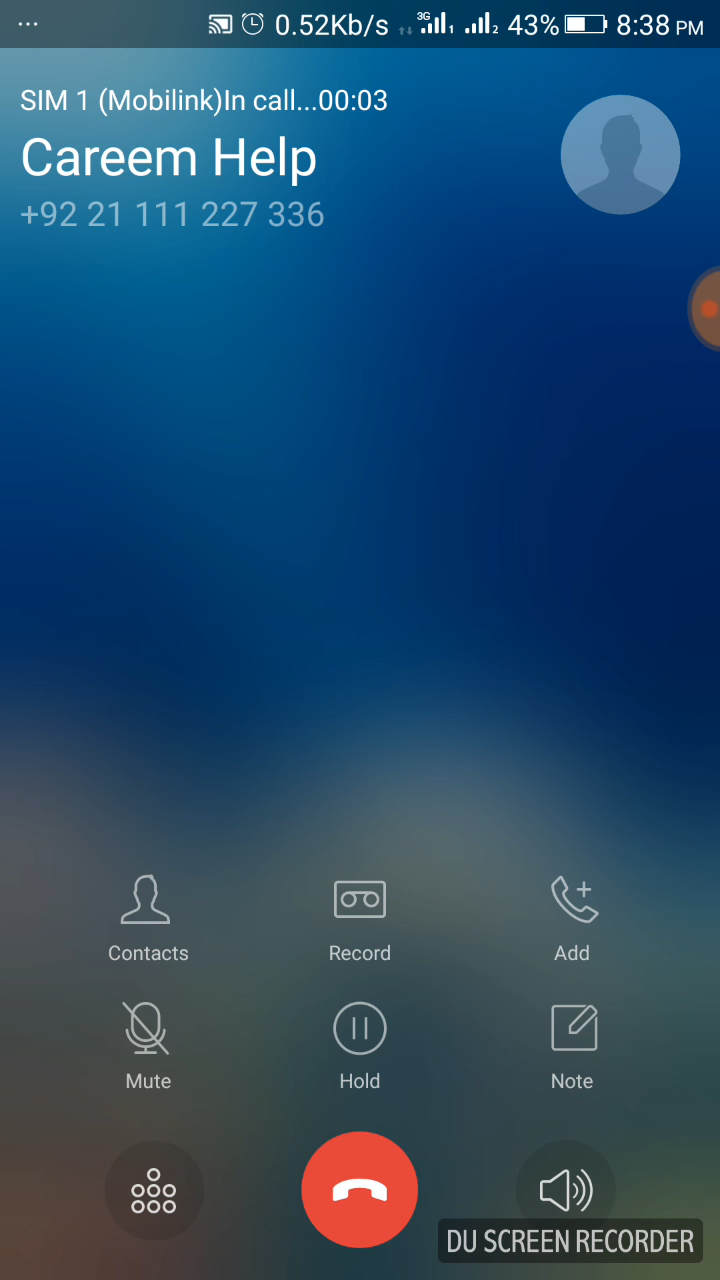 ... 0.52Kb/s 3G 1 2 43% 8:38 PM
SIM 1 (Mobilink)In call...00:03
Careem Help
+92 21 111 227 336
Contacts Record Add
Mute Hold Note
DU SCREEN RECORDER